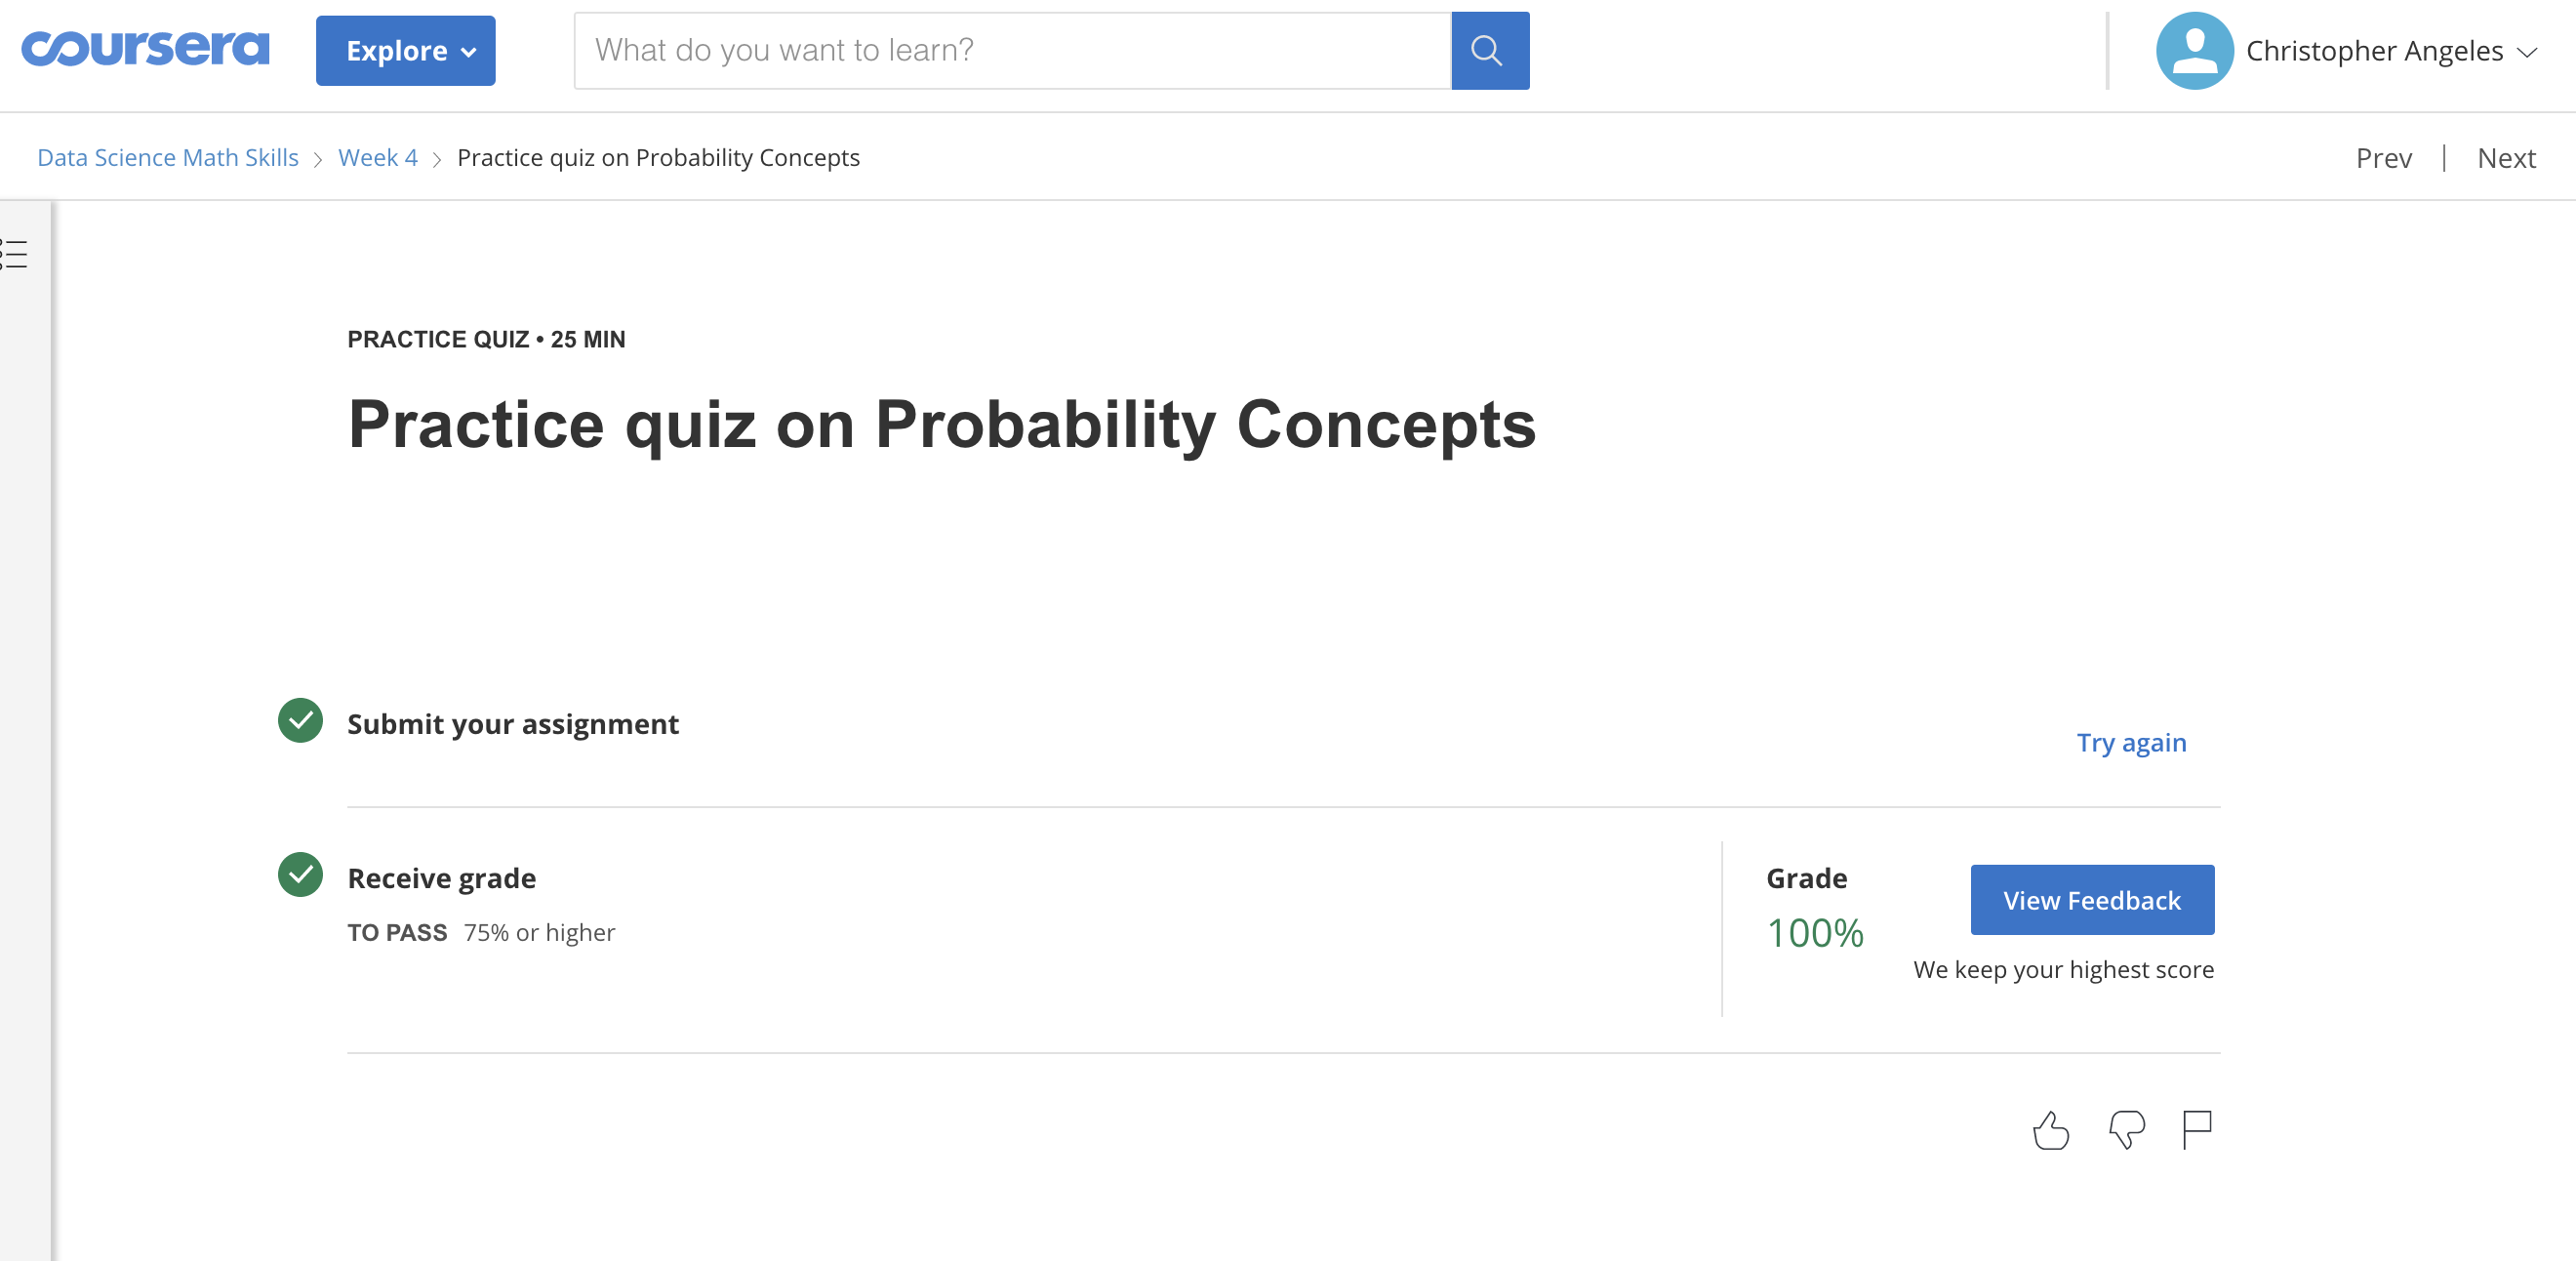 coursera
Explore
What do you want to learn?
Christopher Angeles
Data Science Math Skills > Week 4 > Practice quiz on Probability Concepts
Prev | Next
PRACTICE QUIZ • 25 MIN
Practice quiz on Probability Concepts
Submit your assignment
Try again
Receive grade
TO PASS 75% or higher
Grade
100%
View Feedback
We keep your highest score